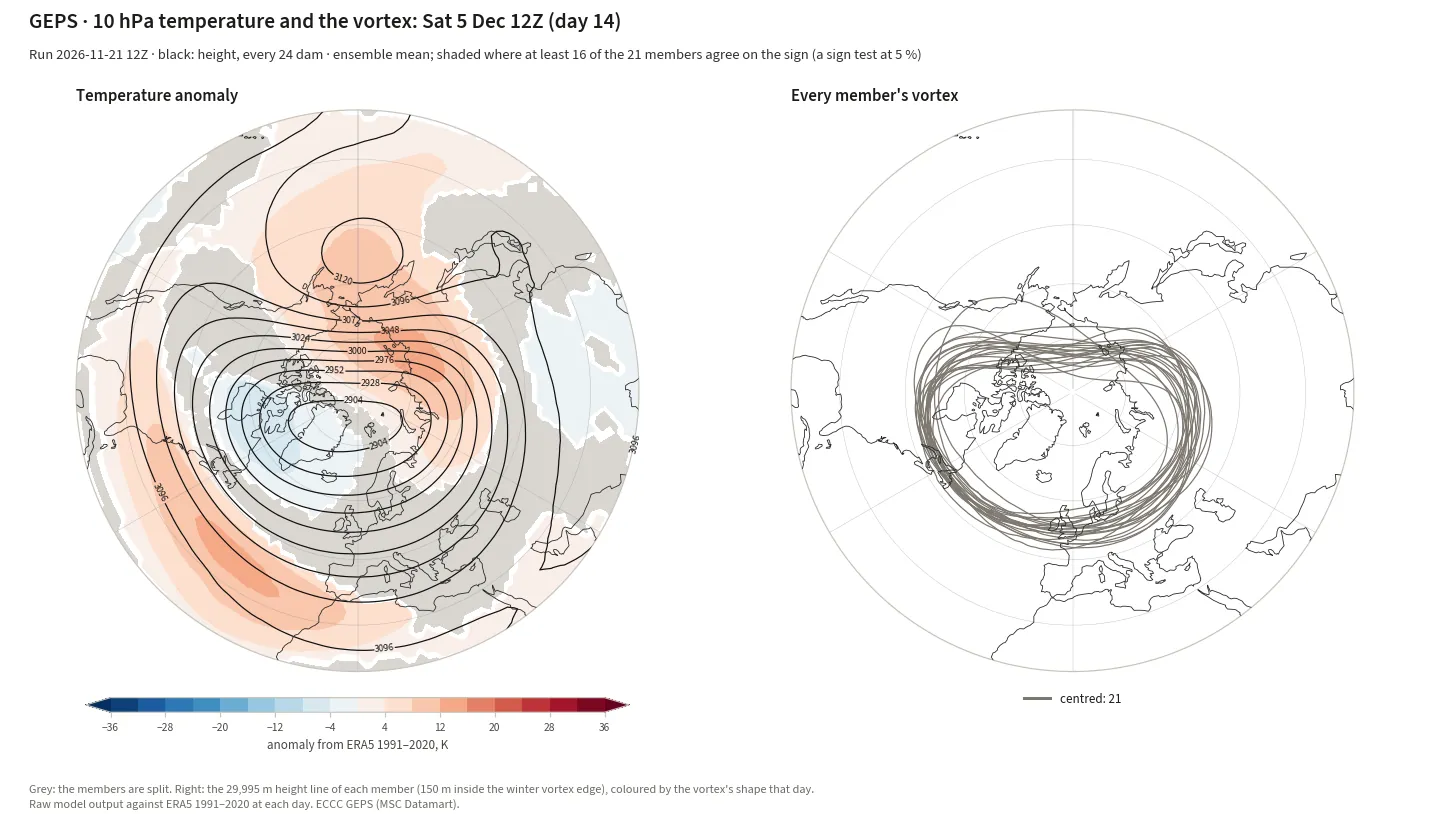 GEPS · 10 hPa temperature and the vortex: Sat 5 Dec 12Z (day 14)
Run 2026-11-21 12Z · black: height, every 24 dam · ensemble mean; shaded where at least 16 of the 21 members agree on the sign (a sign test at 5 %)
Temperature anomaly
Every member's vortex
3120
3096
3072
3048
3024
3000
2976
2952
2928
2904
2904
3096
3096
3096
−36 −28 −20 −12 −4 4 12 20 28 36
anomaly from ERA5 1991–2020, K
centred: 21
Grey: the members are split. Right: the 29,995 m height line of each member (150 m inside the winter vortex edge), coloured by the vortex's shape that day.
Raw model output against ERA5 1991–2020 at each day. ECCC GEPS (MSC Datamart).